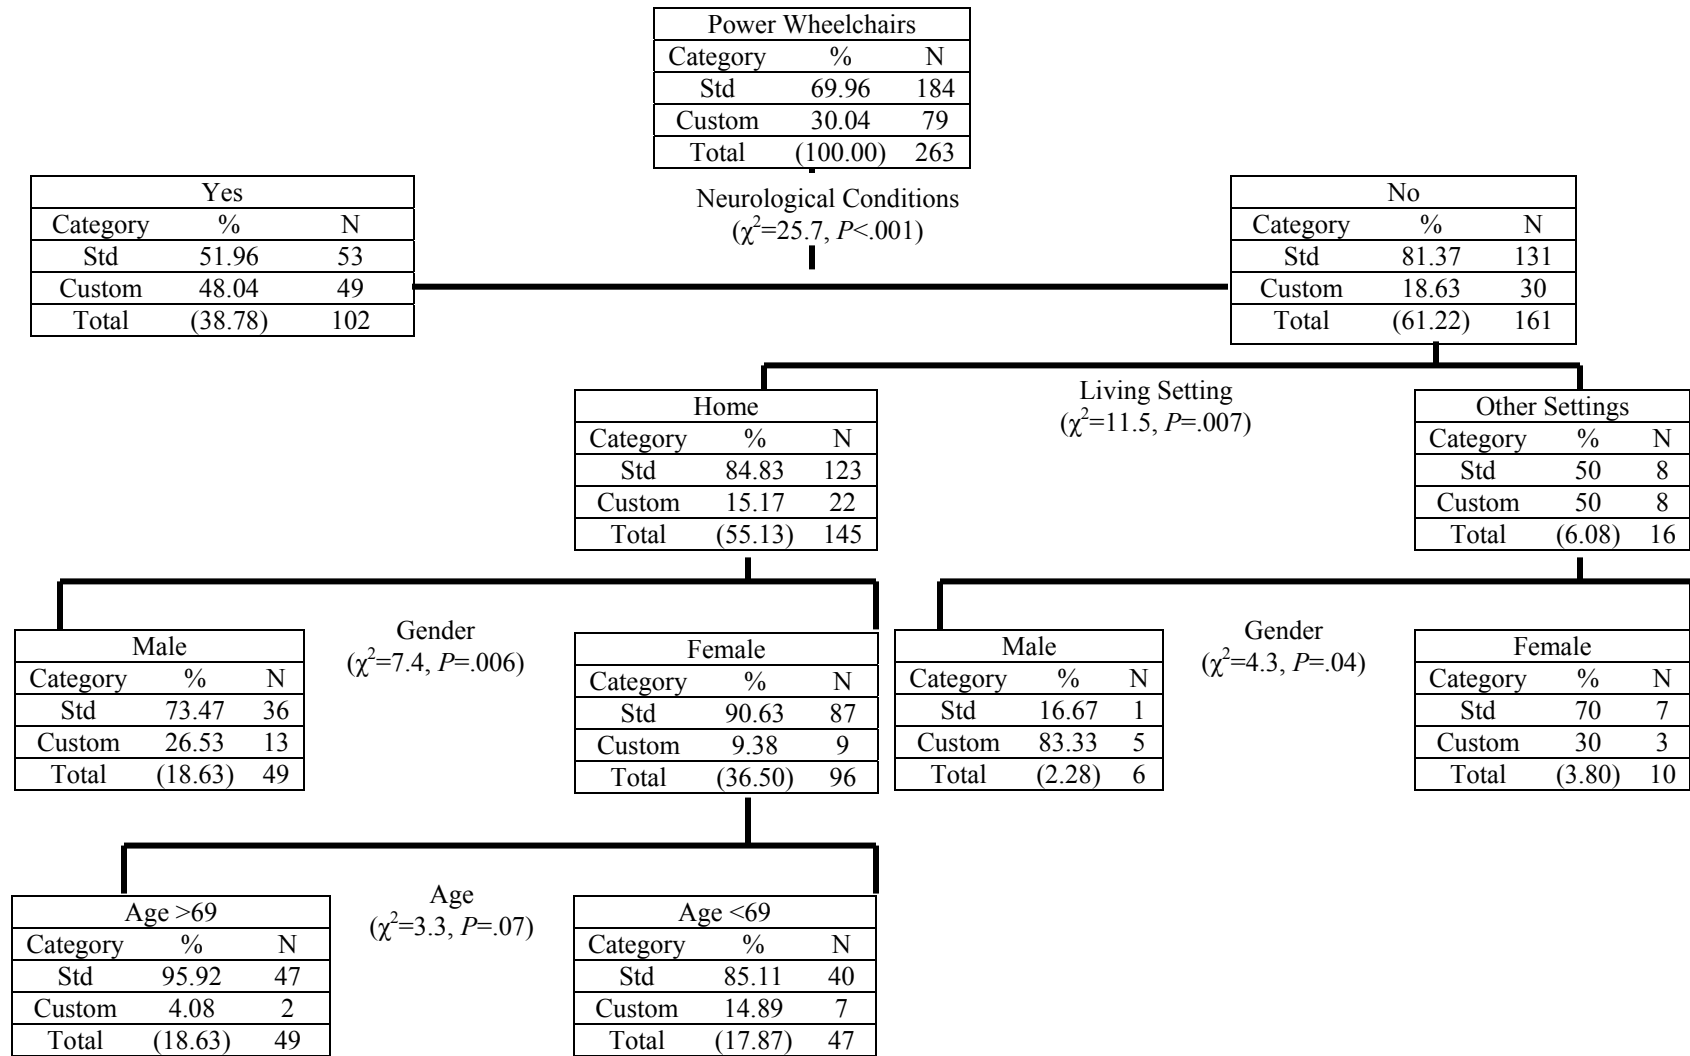 Power Wheelchairs
Category % N
Std 69.96 184
Custom 30.04 79
Total (100.00) 263
Neurological Conditions
(χ²=25.7, P<.001)
Yes
Category % N
Std 51.96 53
Custom 48.04 49
Total (38.78) 102
No
Category % N
Std 81.37 131
Custom 18.63 30
Total (61.22) 161
Living Setting
(χ²=11.5, P=.007)
Home
Category % N
Std 84.83 123
Custom 15.17 22
Total (55.13) 145
Other Settings
Category % N
Std 50 8
Custom 50 8
Total (6.08) 16
Male
Category % N
Std 73.47 36
Custom 26.53 13
Total (18.63) 49
Gender
(χ²=7.4, P=.006)
Female
Category % N
Std 90.63 87
Custom 9.38 9
Total (36.50) 96
Male
Category % N
Std 16.67 1
Custom 83.33 5
Total (2.28) 6
Gender
(χ²=4.3, P=.04)
Female
Category % N
Std 70 7
Custom 30 3
Total (3.80) 10
Age >69
Category % N
Std 95.92 47
Custom 4.08 2
Total (18.63) 49
Age
(χ²=3.3, P=.07)
Age <69
Category % N
Std 85.11 40
Custom 14.89 7
Total (17.87) 47